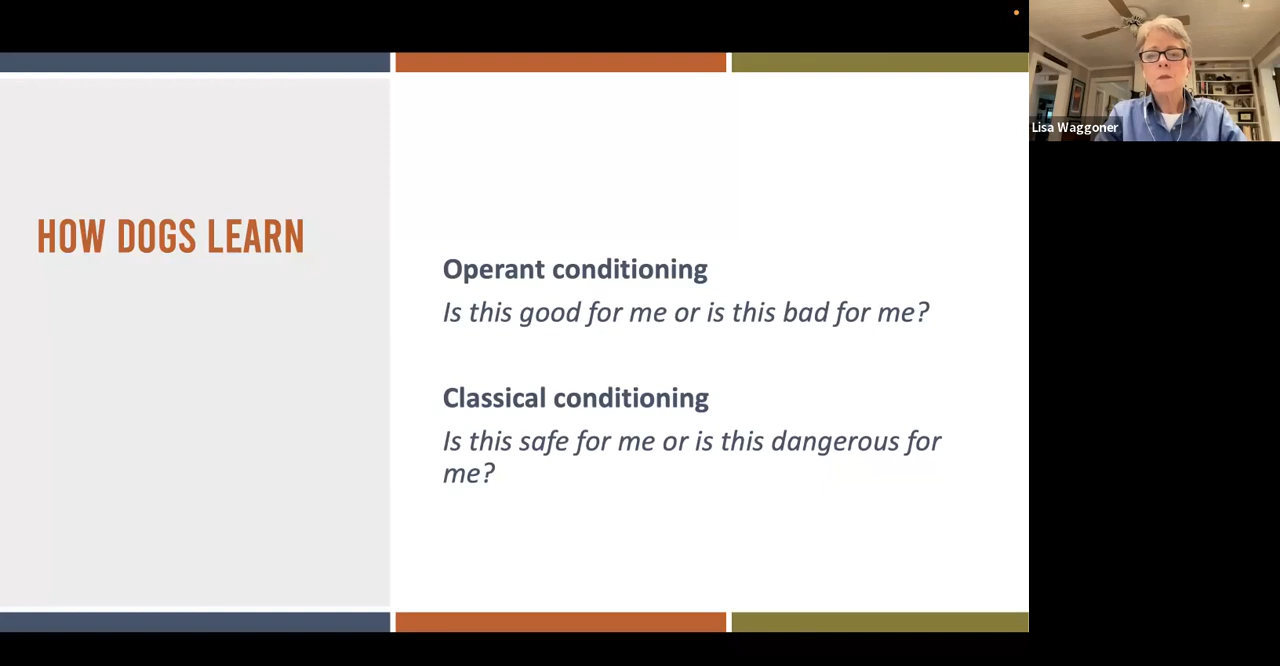 HOW DOGS LEARN
Operant conditioning
Is this good for me or is this bad for me?
Classical conditioning
Is this safe for me or is this dangerous for
me?
Lisa Waggoner